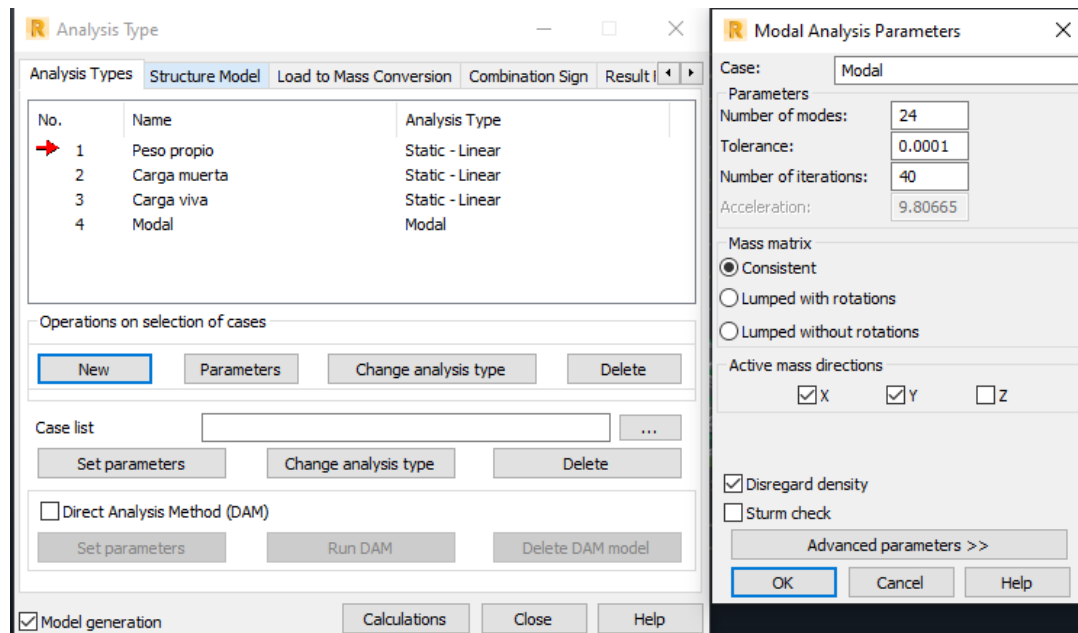 Analysis Type
Analysis Types Structure Model Load to Mass Conversion Combination Sign Result
No. Name Analysis Type
1 Peso propio Static - Linear
2 Carga muerta Static - Linear
3 Carga viva Static - Linear
4 Modal Modal
Operations on selection of cases
New Parameters Change analysis type Delete
Case list ...
Set parameters Change analysis type Delete
Direct Analysis Method (DAM)
Set parameters Run DAM Delete DAM model
Model generation Calculations Close Help
Modal Analysis Parameters
Case: Modal
Parameters
Number of modes: 24
Tolerance: 0.0001
Number of iterations: 40
Acceleration: 9.80665
Mass matrix
Consistent
Lumped with rotations
Lumped without rotations
Active mass directions
X Y Z
Disregard density
Sturm check
Advanced parameters >>
OK Cancel Help